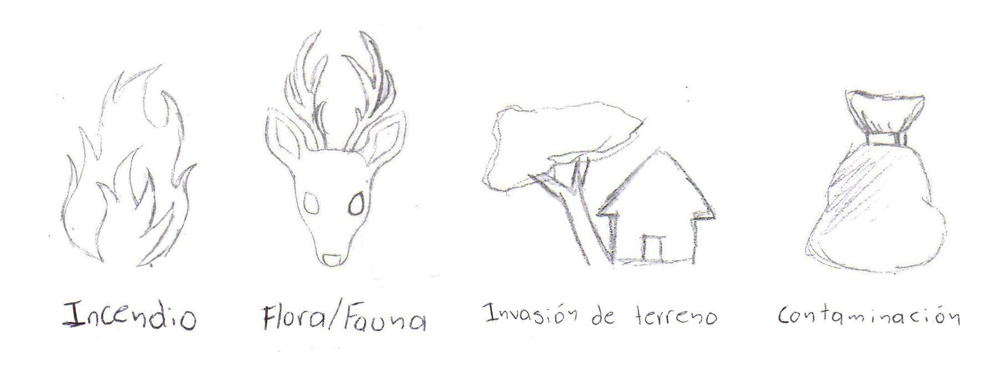 Incendio
Flora/Fauna
Invasión de terreno
Contaminación